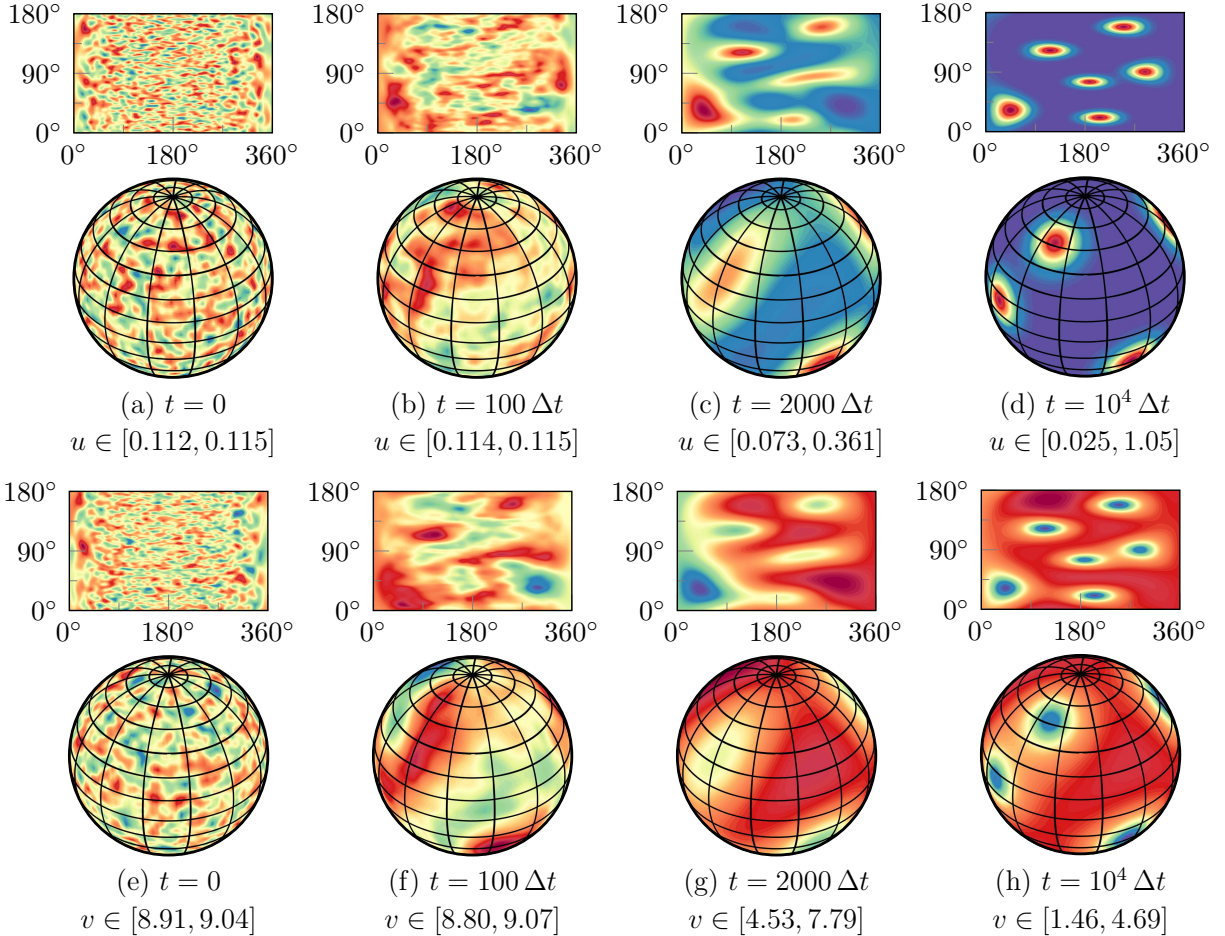 180° 180° 180° 180°
90° 90° 90° 90°
0° 0° 0° 0°
0° 180° 360° 0° 180° 360° 0° 180° 360° 0° 180° 360°
(a) t = 0 (b) t = 100 Δt (c) t = 2000 Δt (d) t = 10⁴ Δt
u ∈ [0.112, 0.115] u ∈ [0.114, 0.115] u ∈ [0.073, 0.361] u ∈ [0.025, 1.05]
180° 180° 180° 180°
90° 90° 90° 90°
0° 0° 0° 0°
0° 180° 360° 0° 180° 360° 0° 180° 360° 0° 180° 360°
(e) t = 0 (f) t = 100 Δt (g) t = 2000 Δt (h) t = 10⁴ Δt
v ∈ [8.91, 9.04] v ∈ [8.80, 9.07] v ∈ [4.53, 7.79] v ∈ [1.46, 4.69]